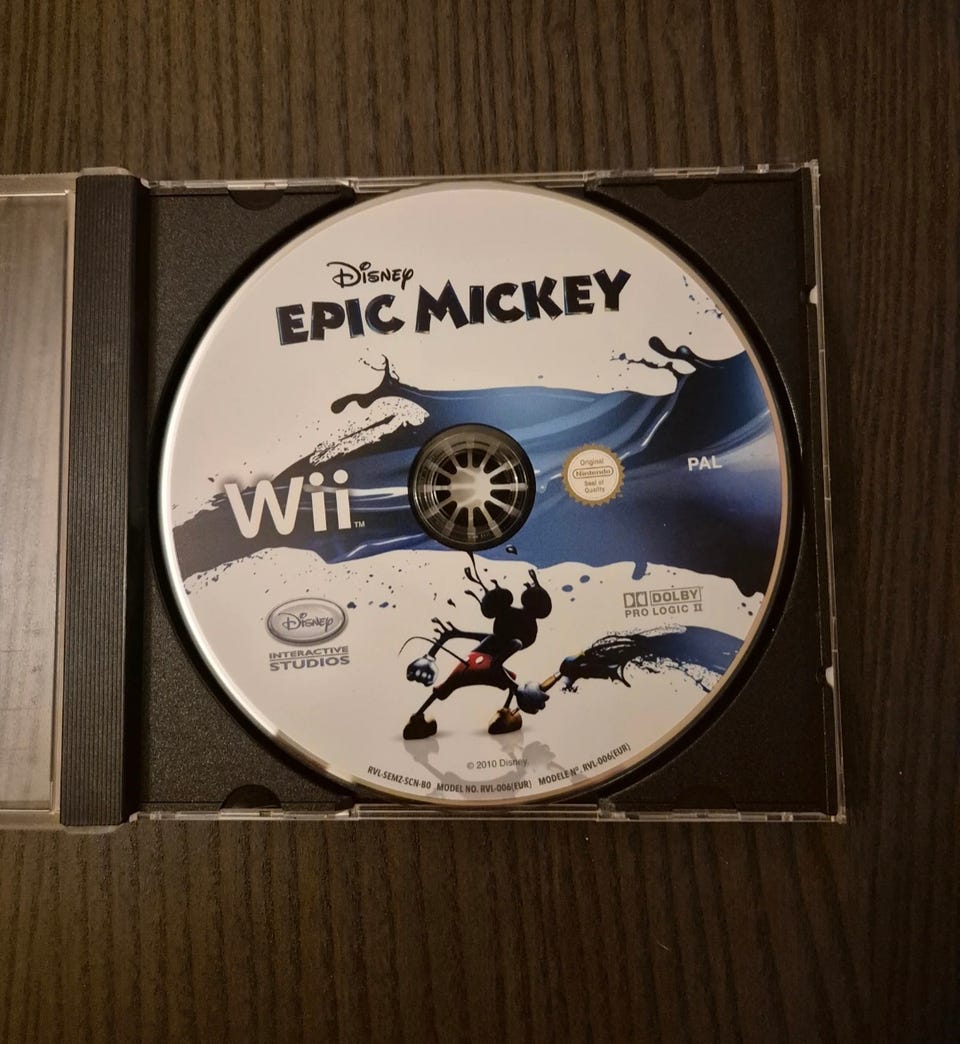 Disney
EPIC MICKEY
Wii™
Original
Nintendo
Seal of
Quality
PAL
Disney
INTERACTIVE
STUDIOS
DOLBY
PRO LOGIC II
© 2010 Disney.
RVL-SEMZ-SCN-B0 MODEL NO. RVL-006(EUR) MODELE Nº. RVL-006(EUR)